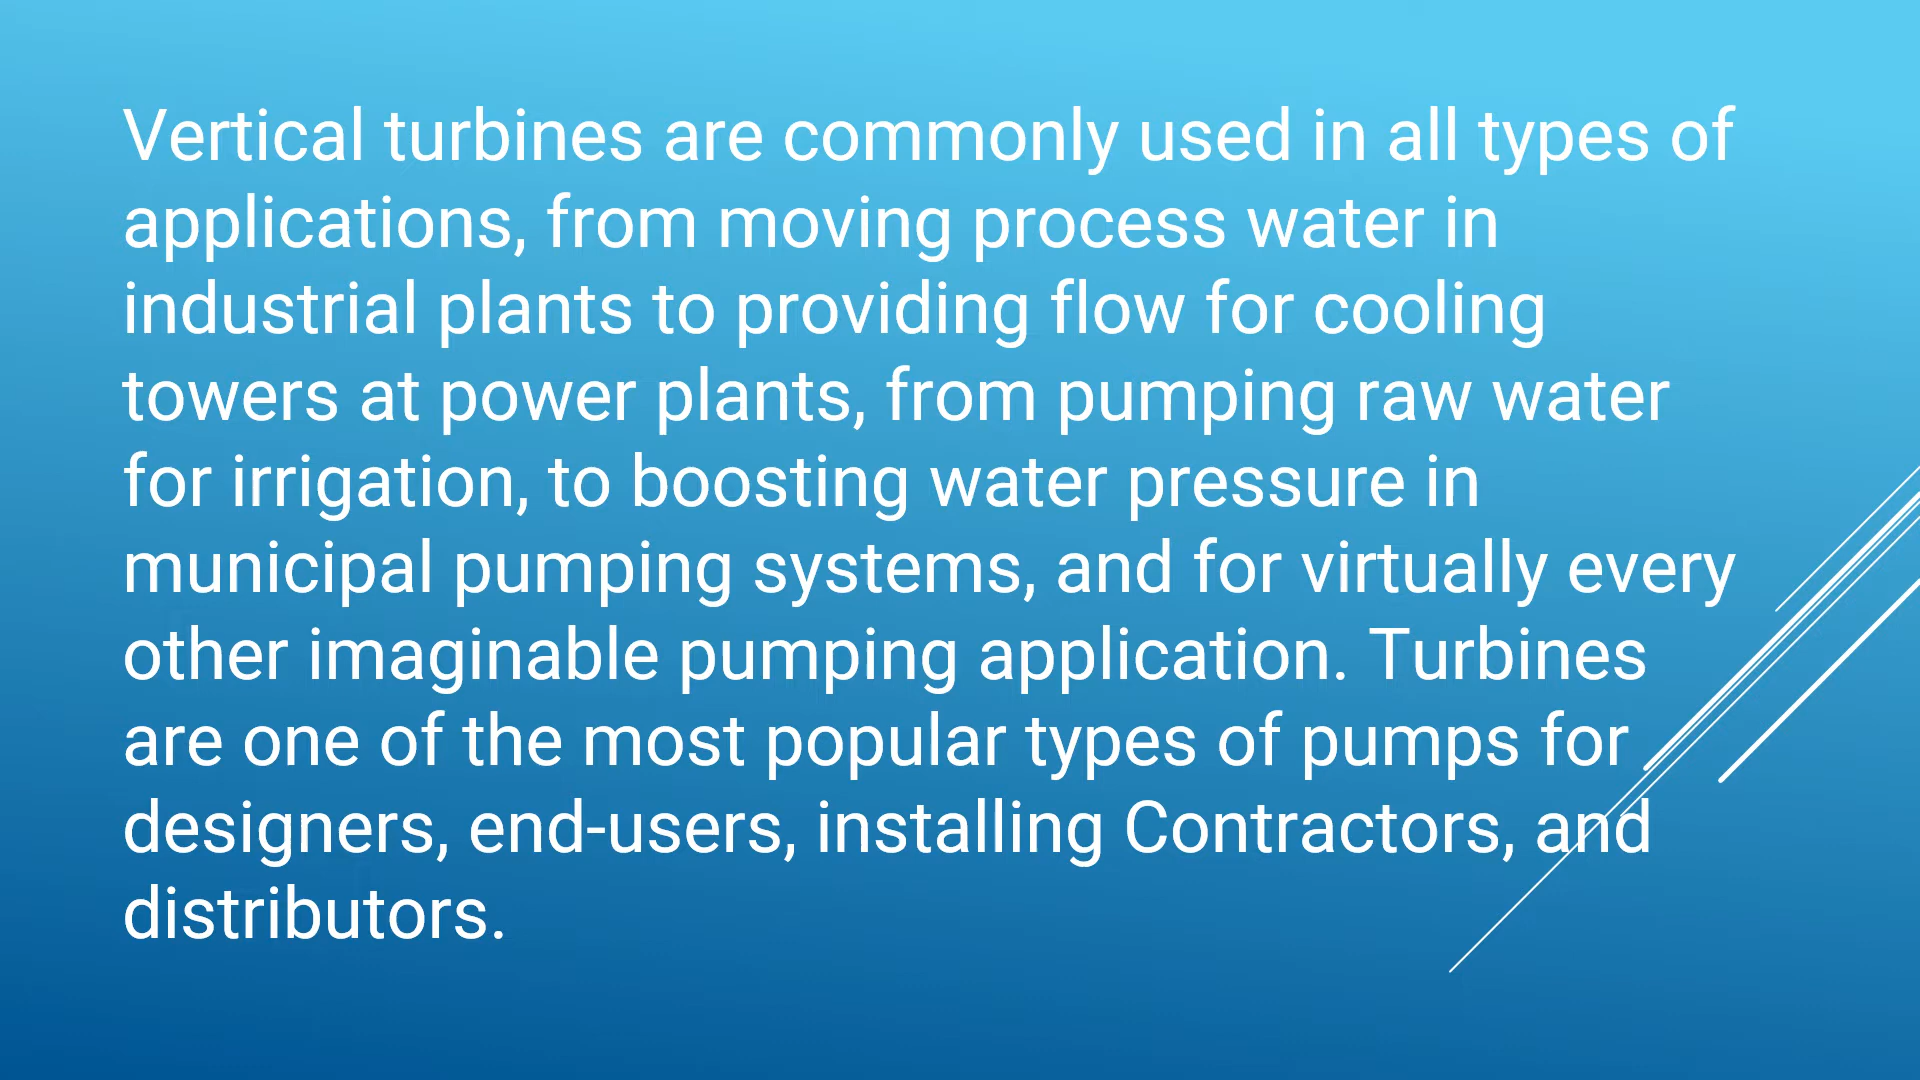 Vertical turbines are commonly used in all types of
applications, from moving process water in
industrial plants to providing flow for cooling
towers at power plants, from pumping raw water
for irrigation, to boosting water pressure in
municipal pumping systems, and for virtually every
other imaginable pumping application. Turbines
are one of the most popular types of pumps for
designers, end-users, installing Contractors, and
distributors.